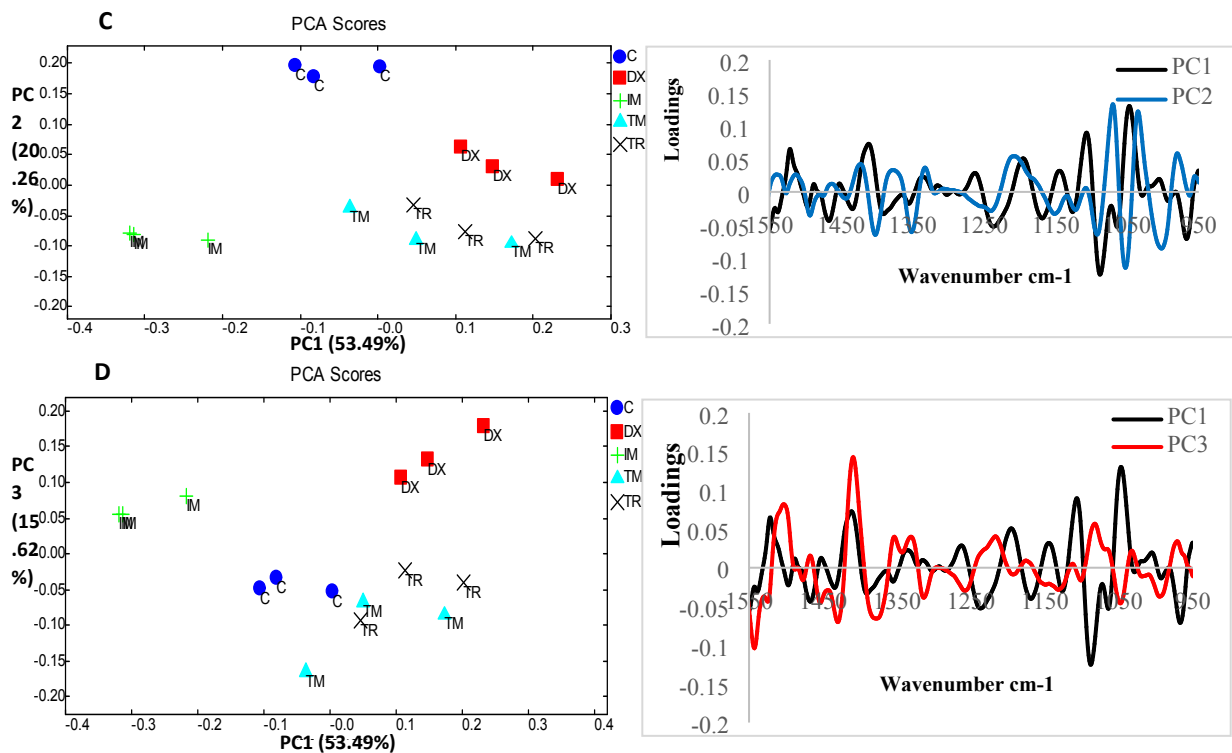 C
PCA Scores
PC
2
(20
.26
%)
0.20
0.15
0.10
0.05
0.00
-0.05
-0.10
-0.15
-0.20
C
C
C
DX
DX
DX
TM
TM
TM
TR
TR
TR
IM
IM
IM
C
DX
IM
TM
TR
-0.4
-0.3
-0.2
-0.1
-0.0
0.1
0.2
0.3
PC1 (53.49%)
Loadings
0.2
0.15
0.1
0.05
0
-0.05
-0.1
-0.15
-0.2
PC1
PC2
1550
1450
1350
1250
1150
1050
950
Wavenumber cm-1
D
PCA Scores
PC
3
(15
.62
%)
0.20
0.15
0.10
0.05
0.00
-0.05
-0.10
-0.15
-0.20
DX
DX
DX
IM
IM
IM
C
C
C
TR
TR
TR
TM
TM
TM
C
DX
IM
TM
TR
-0.4
-0.3
-0.2
-0.1
-0.0
0.1
0.2
0.3
0.4
PC1 (53.49%)
Loadings
0.2
0.15
0.1
0.05
0
-0.05
-0.1
-0.15
-0.2
PC1
PC3
1550
1450
1350
1250
1150
1050
950
Wavenumber cm-1